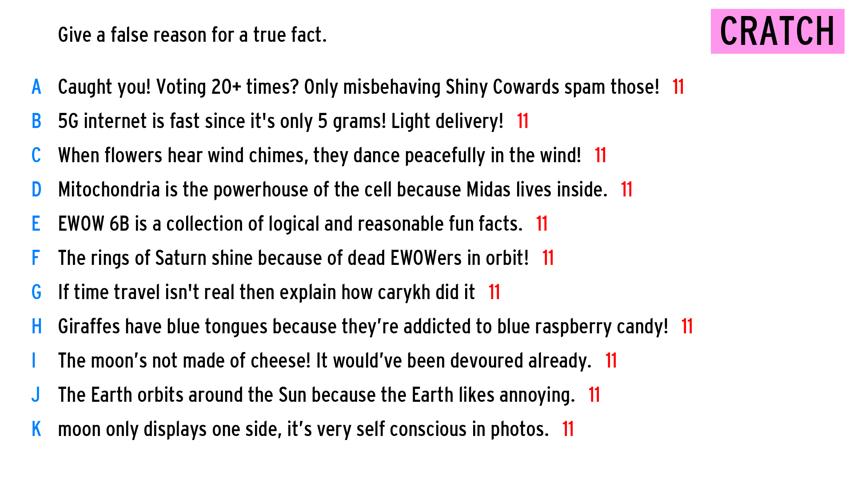 Give a false reason for a true fact.
CRATCH
A Caught you! Voting 20+ times? Only misbehaving Shiny Cowards spam those! 11
B 5G internet is fast since it's only 5 grams! Light delivery! 11
C When flowers hear wind chimes, they dance peacefully in the wind! 11
D Mitochondria is the powerhouse of the cell because Midas lives inside. 11
E EWOW 6B is a collection of logical and reasonable fun facts. 11
F The rings of Saturn shine because of dead EWOWers in orbit! 11
G If time travel isn't real then explain how carykh did it 11
H Giraffes have blue tongues because they’re addicted to blue raspberry candy! 11
I The moon’s not made of cheese! It would’ve been devoured already. 11
J The Earth orbits around the Sun because the Earth likes annoying. 11
K moon only displays one side, it’s very self conscious in photos. 11